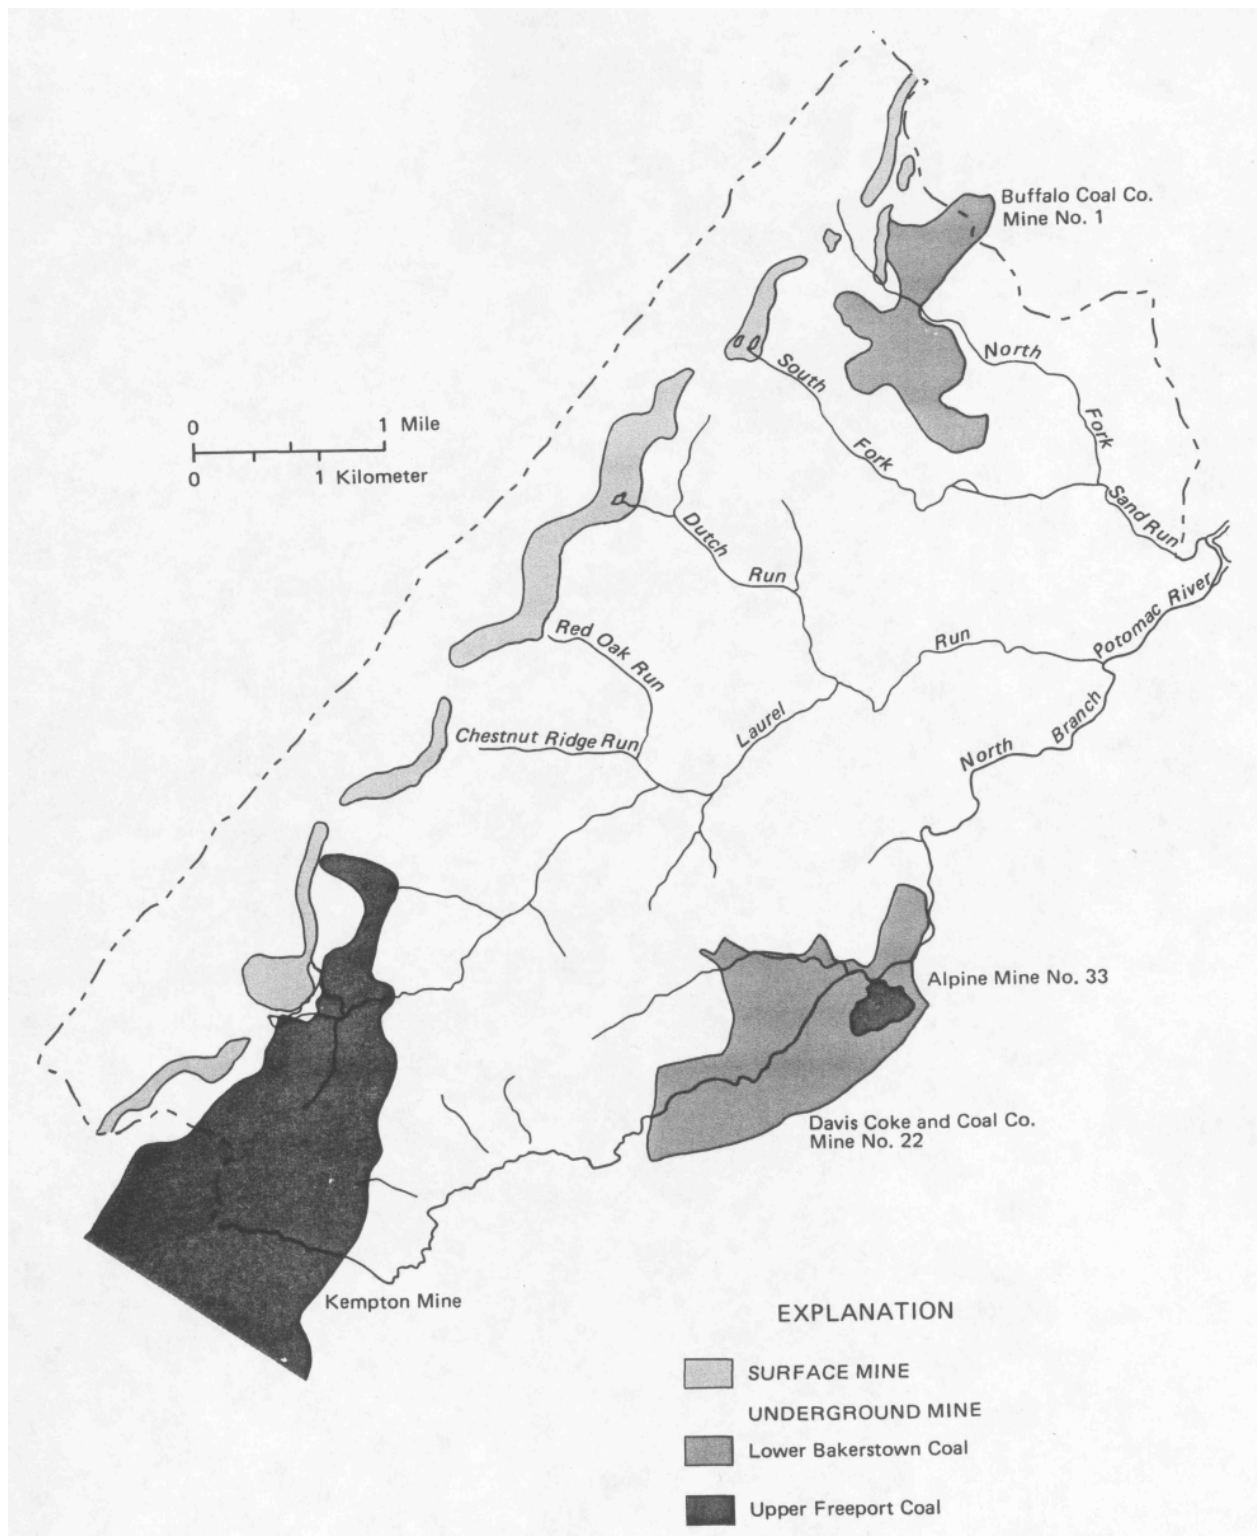 Buffalo Coal Co.
Mine No. 1
North
Fork
South
Fork
Sand Run
0 1 Mile
0 1 Kilometer
Dutch
Run
Potomac River
Red Oak Run
Run
Laurel
Chestnut Ridge Run
Branch
North
Alpine Mine No. 33
Davis Coke and Coal Co.
Mine No. 22
Kempton Mine
EXPLANATION
SURFACE MINE
UNDERGROUND MINE
Lower Bakerstown Coal
Upper Freeport Coal